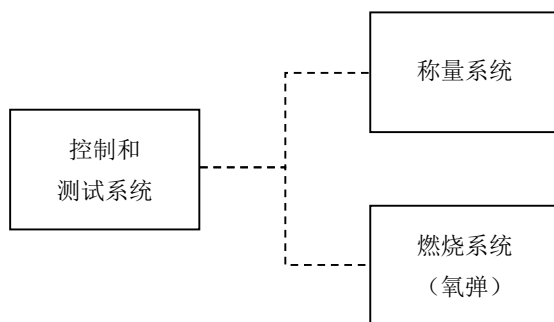 称量系统
控制和
测试系统
燃烧系统
（氧弹）